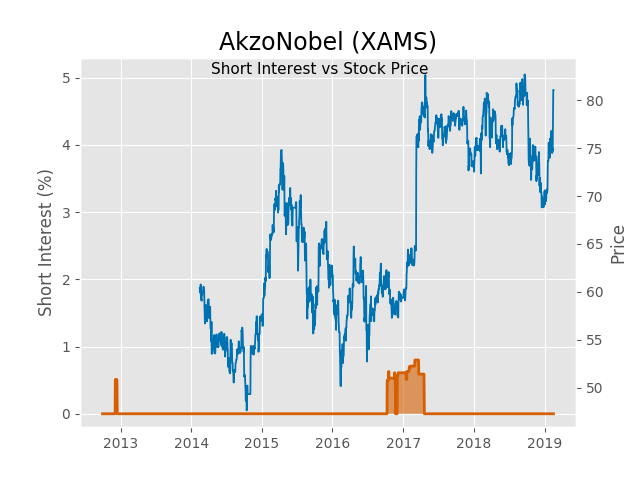 AkzoNobel (XAMS)
Short Interest vs Stock Price
Short Interest (%)
5
4
3
2
1
0
80
75
70
65
60
55
50
Price
2013 2014 2015 2016 2017 2018 2019